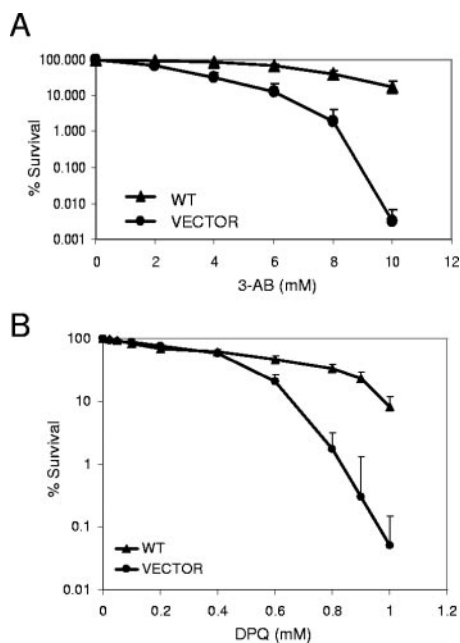 A
100.000
10.000
1.000
0.100
0.010
0.001
% Survival
WT
VECTOR
0 2 4 6 8 10 12
3-AB (mM)
B
100
10
1
0.1
0.01
% Survival
WT
VECTOR
0 0.2 0.4 0.6 0.8 1 1.2
DPQ (mM)